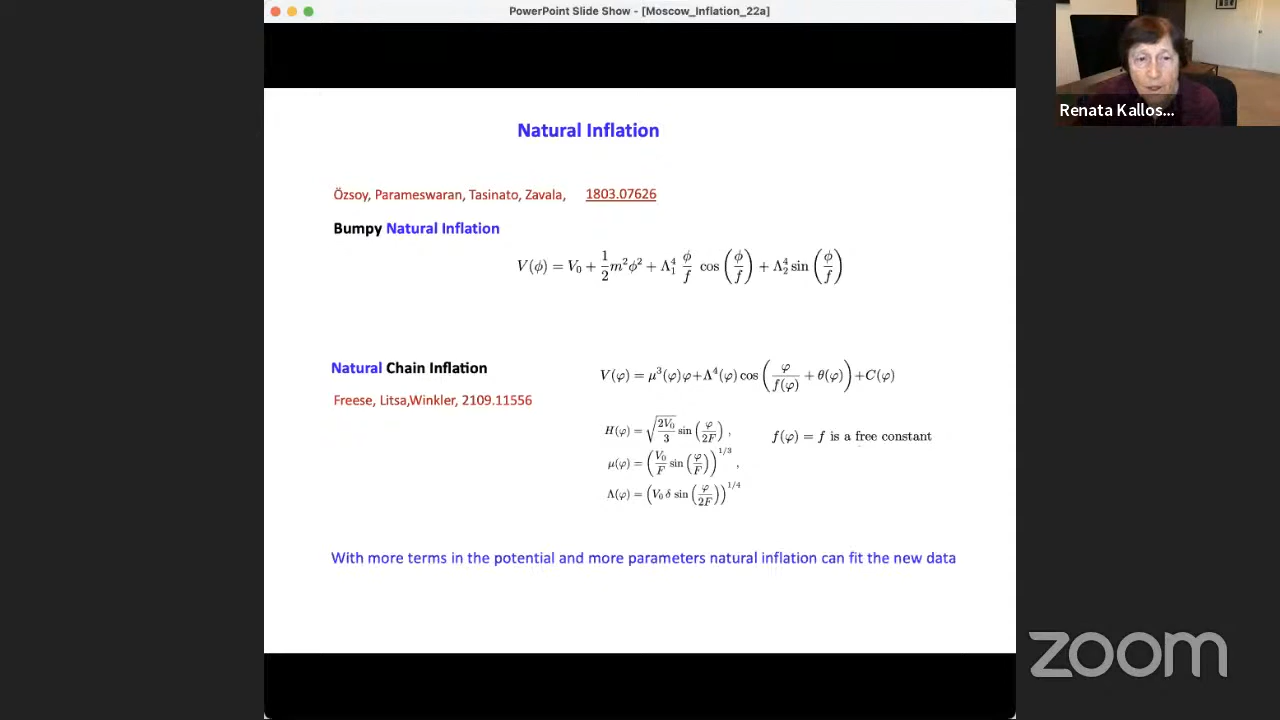 PowerPoint Slide Show - [Moscow_Inflation_22a]
Renata Kallos...
Natural Inflation
Özsoy, Parameswaran, Tasinato, Zavala, 1803.07626
Bumpy Natural Inflation
V(ϕ) = V₀ + 1/2 m²ϕ² + Λ₁⁴ ϕ/f cos(ϕ/f) + Λ₂⁴ sin(ϕ/f)
Natural Chain Inflation
V(φ) = μ³(φ)φ+Λ⁴(φ) cos(φ/f(φ) + θ(φ))+C(φ)
Freese, Litsa,Winkler, 2109.11556
H(φ) = √(2V₀/3) sin(φ/2F),
f(φ) = f is a free constant
μ(φ) = (V₀/F sin(φ/F))^1/3,
Λ(φ) = (V₀ δ sin(φ/2F))^1/4
With more terms in the potential and more parameters natural inflation can fit the new data
zoom